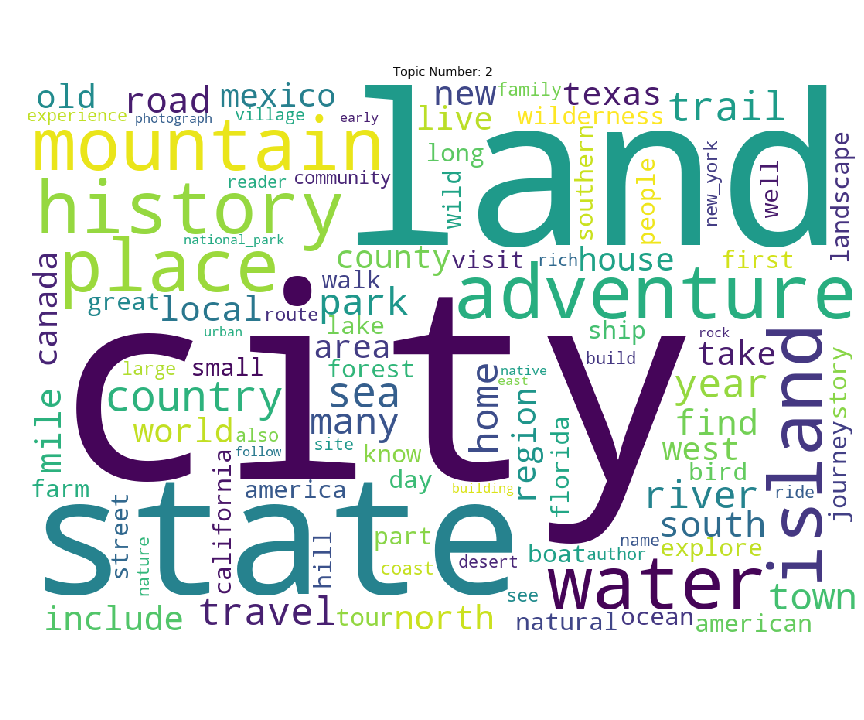 Topic Number: 2
old
road
mexico
new
family
texas
trail
experience
photograph
village
early
live
wilderness
land
mountain
long
wild
southern
people
new_york
well
landscape
history
reader
community
national_park
place
county
visit
rich
house
first
canada
great
local
route
walk
park
adventure
urban
lake
area
ship
rock
city
large
small
forest
sea
home
native
east
build
take
island
mile
country
many
region
year
story
world
also
site
follow
know
florida
find
west
bird
journey
farm
street
nature
california
america
hill
day
building
river
ride
state
part
coast
desert
boat
author
name
south
explore
see
water
town
include
travel
tour
north
natural
ocean
american